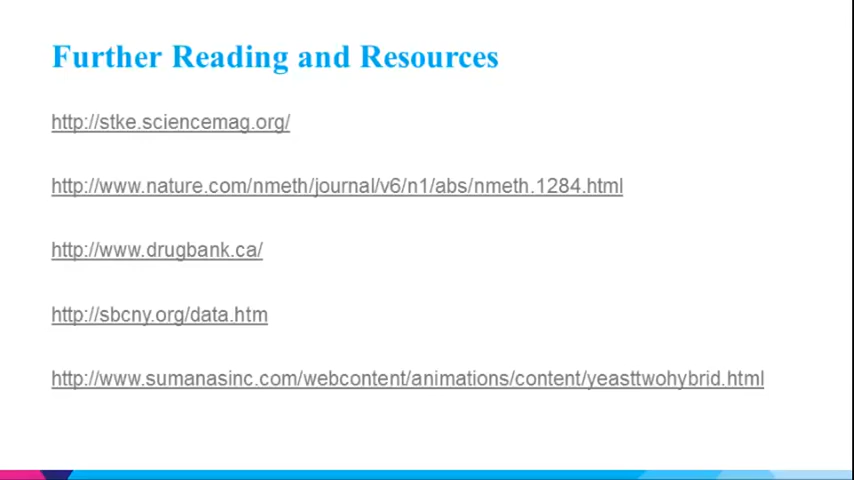 Further Reading and Resources
http://stke.sciencemag.org/
http://www.nature.com/nmeth/journal/v6/n1/abs/nmeth.1284.html
http://www.drugbank.ca/
http://sbcny.org/data.htm
http://www.sumanasinc.com/webcontent/animations/content/yeasttwohybrid.html